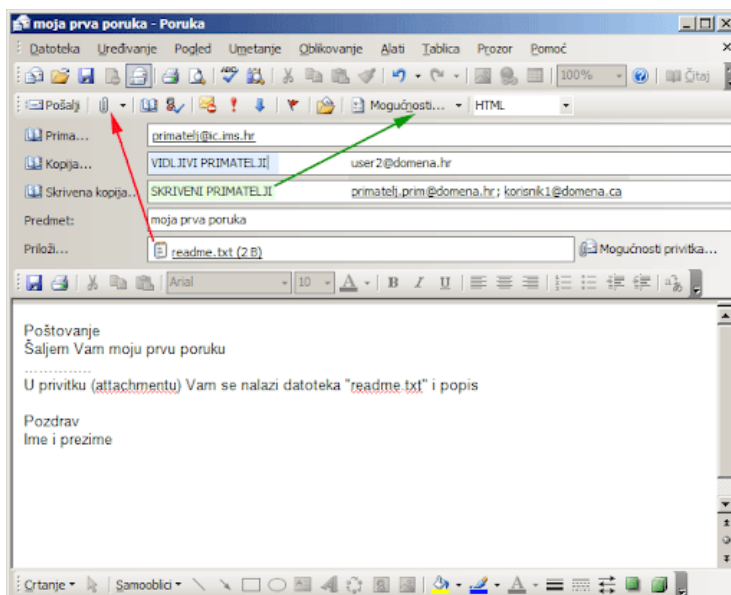 moja prva poruka - Poruka
Datoteka Uređivanje Pogled Umetanje Oblikovanje Alati Tablica Prozor Pomoć
100% Čitaj
Pošalji Mogućnosti... HTML
Prima... primatelj@ic.ims.hr
Kopija... VIDLJIVI PRIMATELJI user2@domena.hr
Skrivena kopija... SKRIVENI PRIMATELJI primatelj.prim@domena.hr; korisnik1@domena.ca
Predmet: moja prva poruka
Priloži... readme.txt (2 B) Mogućnosti privitka...
Arial 10 A B I U
Poštovanje
Šaljem Vam moju prvu poruku
..............
U privitku (attachmentu) Vam se nalazi datoteka "readme.txt" i popis
Pozdrav
Ime i prezime
Crtanje Samooblici A